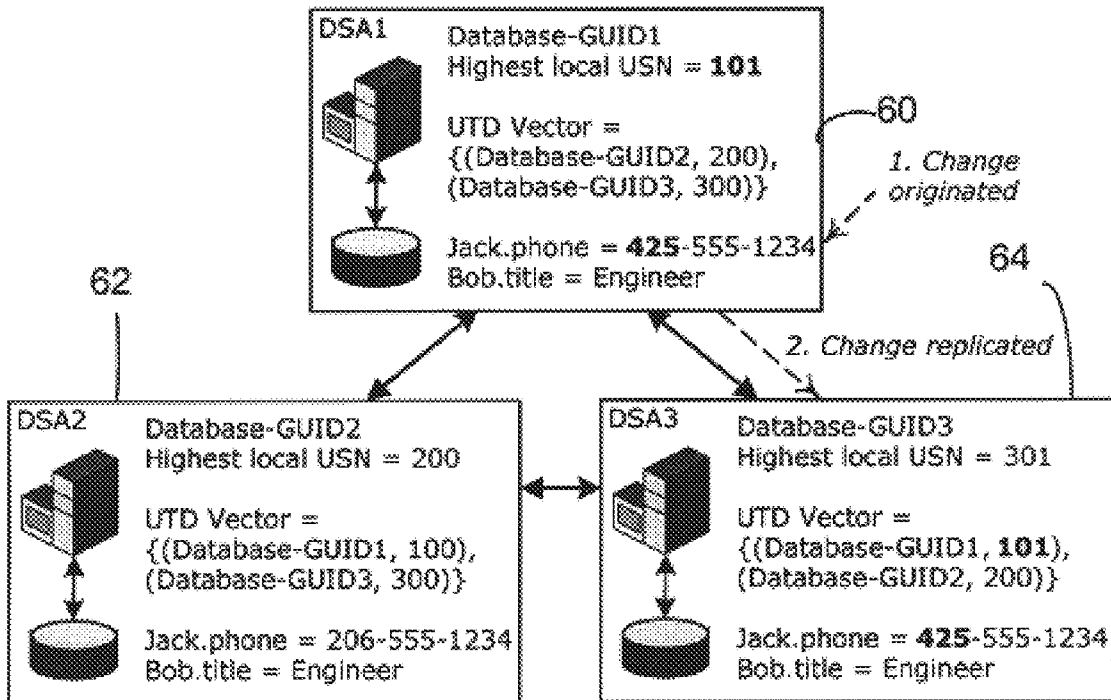 DSA1
Database-GUID1
Highest local USN = 101
UTD Vector =
{(Database-GUID2, 200),
(Database-GUID3, 300)}
Jack.phone = 425-555-1234
Bob.title = Engineer
60
1. Change
originated
62
64
2. Change replicated
DSA2
Database-GUID2
Highest local USN = 200
UTD Vector =
{(Database-GUID1, 100),
(Database-GUID3, 300)}
Jack.phone = 206-555-1234
Bob.title = Engineer
DSA3
Database-GUID3
Highest local USN = 301
UTD Vector =
{(Database-GUID1, 101),
(Database-GUID2, 200)}
Jack.phone = 425-555-1234
Bob.title = Engineer